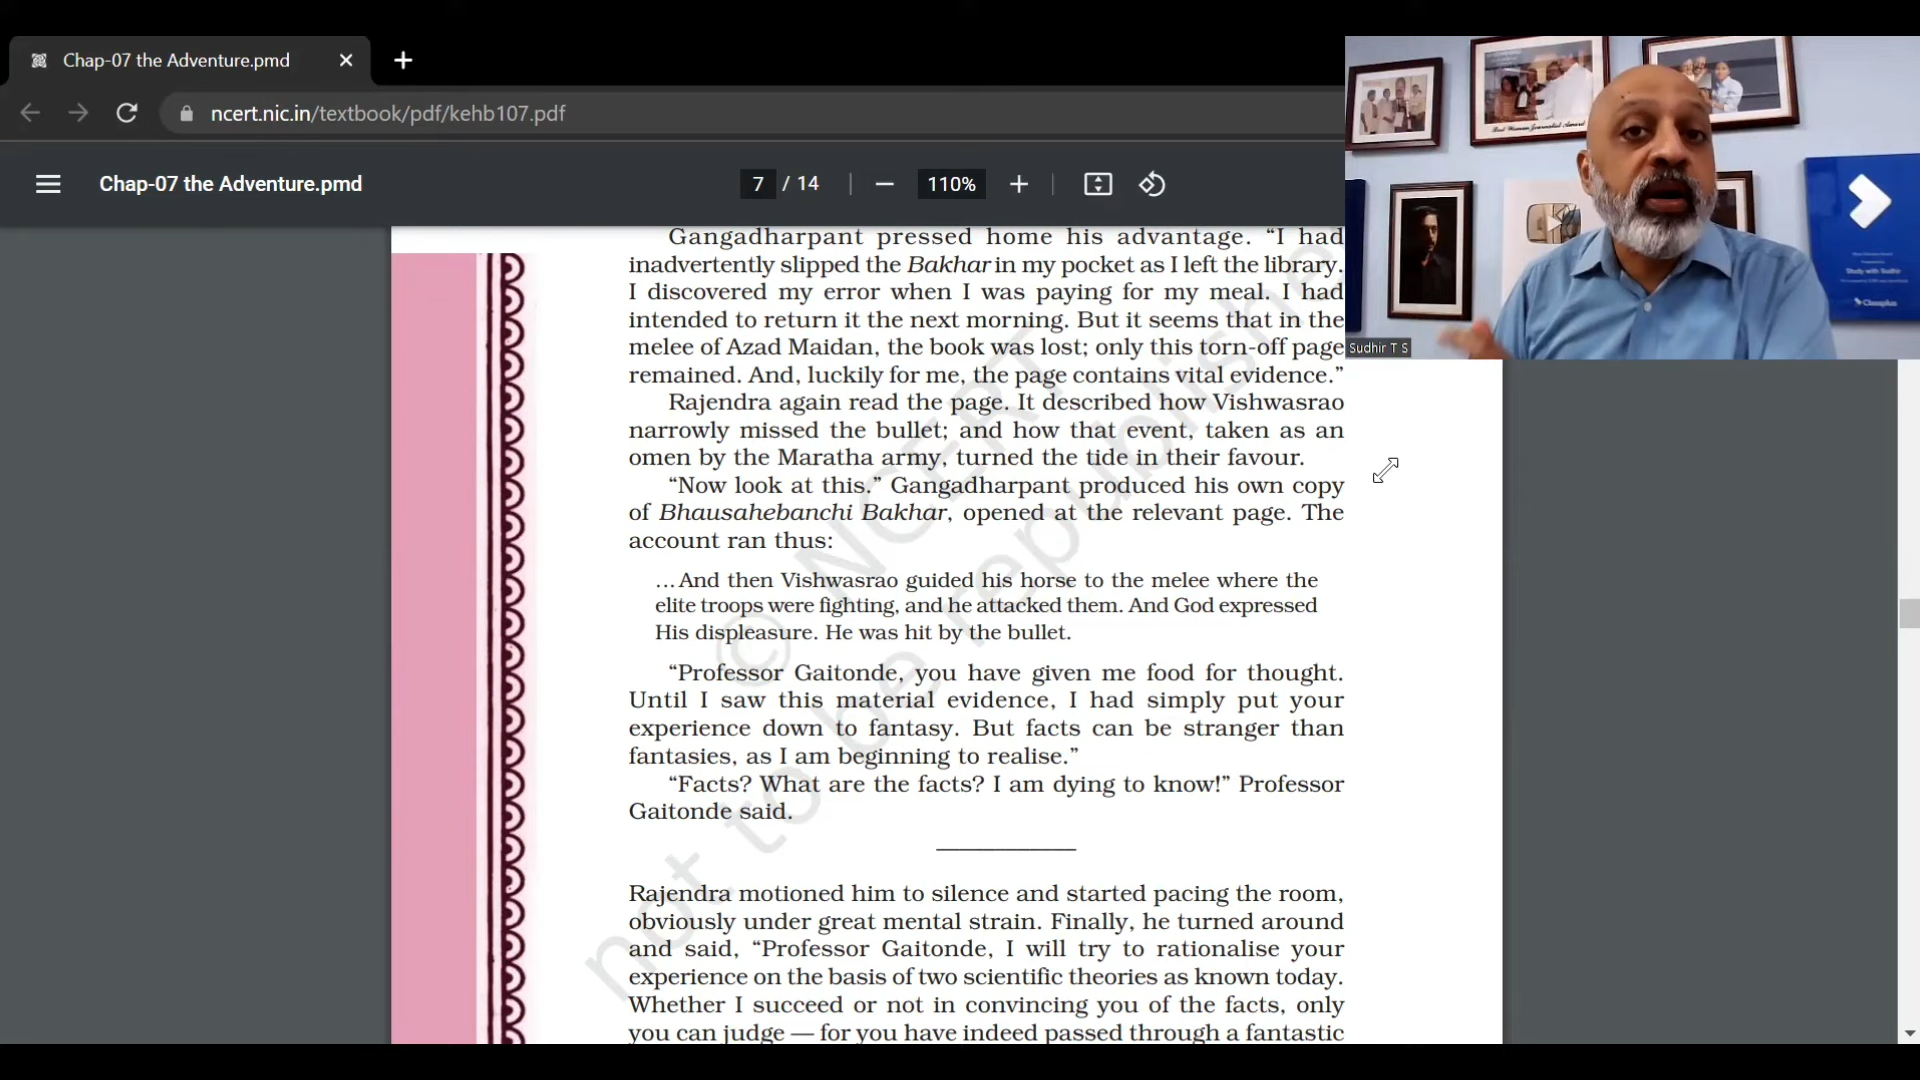 Chap-07 the Adventure.pmd
ncert.nic.in/textbook/pdf/kehb107.pdf
Chap-07 the Adventure.pmd
7 / 14
110%
Best Woman Journalist Award
Study with Sudhir
Classplus
Sudhir T S
Gangadharpant pressed home his advantage. “I had
inadvertently slipped the Bakhar in my pocket as I left the library.
I discovered my error when I was paying for my meal. I had
intended to return it the next morning. But it seems that in the
melee of Azad Maidan, the book was lost; only this torn-off page
remained. And, luckily for me, the page contains vital evidence.”
Rajendra again read the page. It described how Vishwasrao
narrowly missed the bullet; and how that event, taken as an
omen by the Maratha army, turned the tide in their favour.
“Now look at this.” Gangadharpant produced his own copy
of Bhausahebanchi Bakhar, opened at the relevant page. The
account ran thus:
…And then Vishwasrao guided his horse to the melee where the
elite troops were fighting, and he attacked them. And God expressed
His displeasure. He was hit by the bullet.
“Professor Gaitonde, you have given me food for thought.
Until I saw this material evidence, I had simply put your
experience down to fantasy. But facts can be stranger than
fantasies, as I am beginning to realise.”
“Facts? What are the facts? I am dying to know!” Professor
Gaitonde said.
Rajendra motioned him to silence and started pacing the room,
obviously under great mental strain. Finally, he turned around
and said, “Professor Gaitonde, I will try to rationalise your
experience on the basis of two scientific theories as known today.
Whether I succeed or not in convincing you of the facts, only
you can judge — for you have indeed passed through a fantastic
© NCERT
not to be republishe